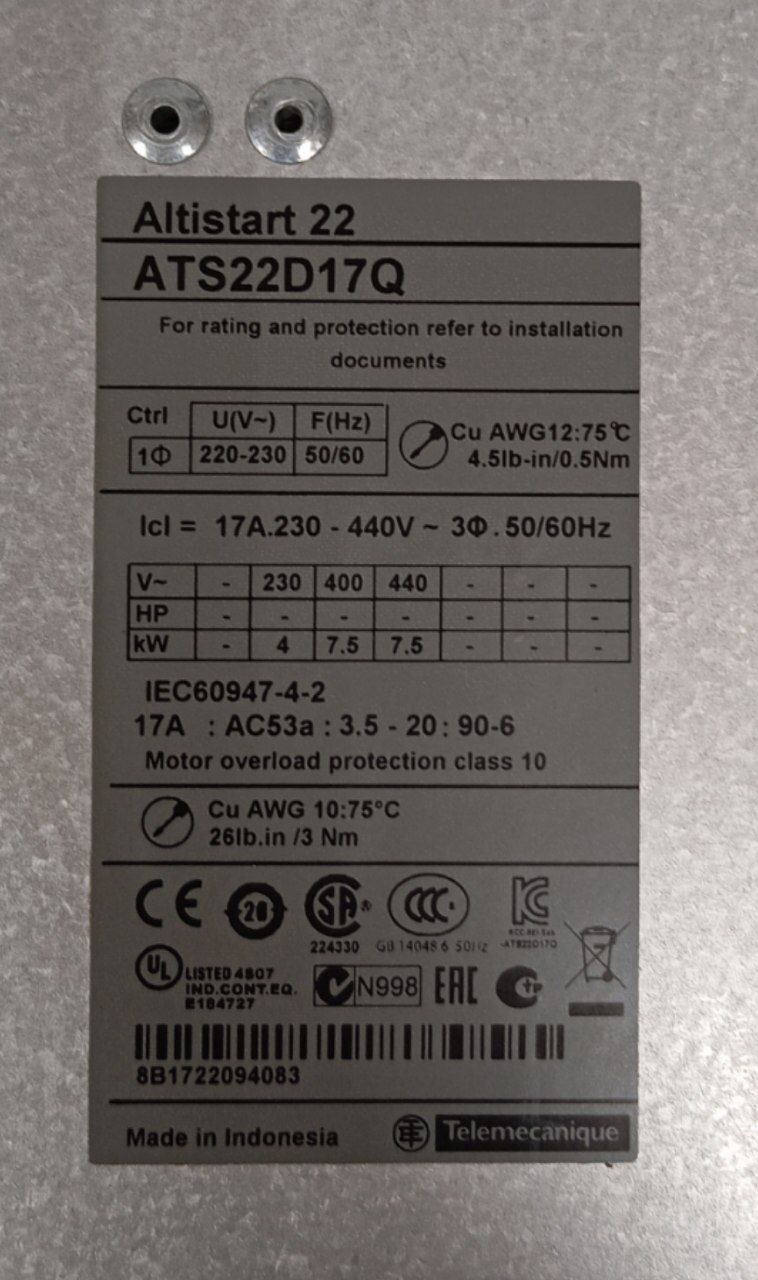 Altistart 22
ATS22D17Q
For rating and protection refer to installation
documents
Ctrl U(V~) F(Hz)
1Φ 220-230 50/60
Cu AWG12:75℃
4.5lb-in/0.5Nm
Icl = 17A.230 - 440V ~ 3Φ. 50/60Hz
V~ - 230 400 440 - - -
HP - - - - - - -
kW - 4 7.5 7.5 - - -
IEC60947-4-2
17A : AC53a : 3.5 - 20 : 90-6
Motor overload protection class 10
Cu AWG 10:75°C
26lb.in /3 Nm
CE 20 SA ® CCC KC
224330 GB 14048 6 50Hz
-ATS22D17Q
UL LISTED 4807
IND.CONT.EQ.
E164727
N998 EAC
8B1722094083
Made in Indonesia
Telemecanique